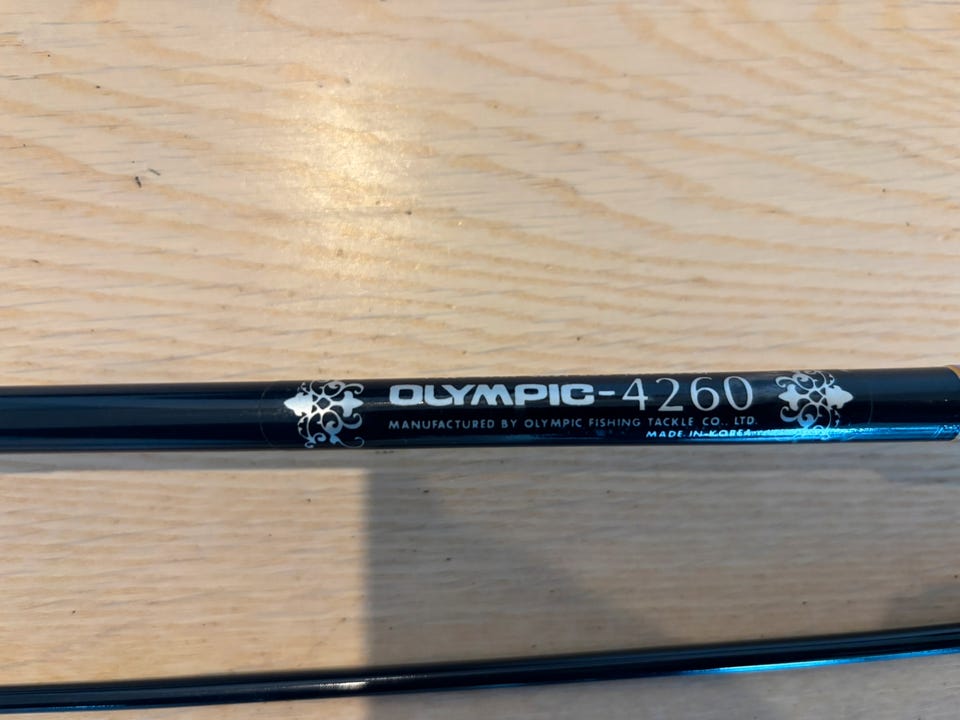 OLYMPIC-4260
MANUFACTURED BY OLYMPIC FISHING TACKLE CO., LTD.
MADE IN KOREA